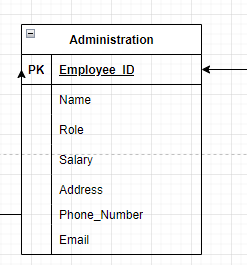 Administration
PK Employee_ID
Name
Role
Salary
Address
Phone_Number
Email